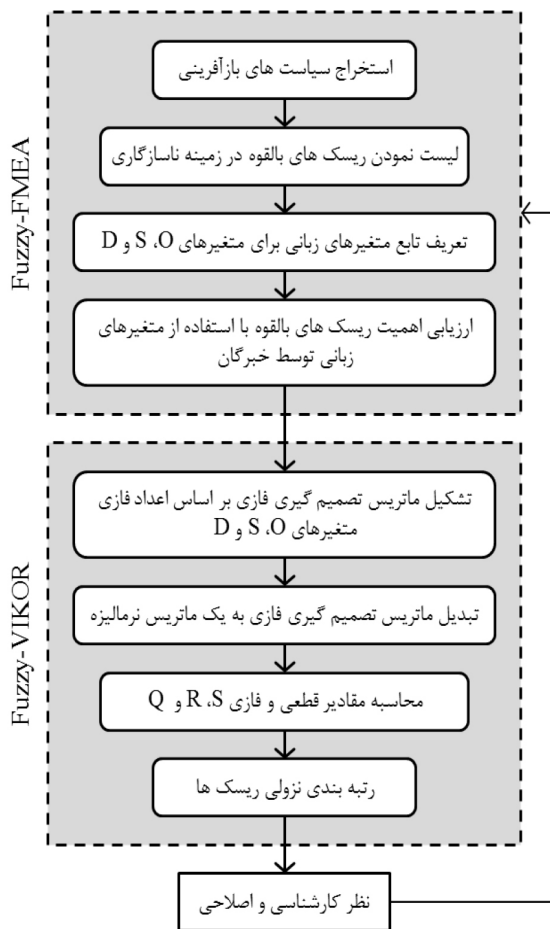 Fuzzy-FMEA
استخراج سیاست های بازآفرینی
لیست نمودن ریسک های بالقوه در زمینه ناسازگاری
تعریف تابع متغیرهای زبانی برای متغیرهای S ،O و D
ارزیابی اهمیت ریسک های بالقوه با استفاده از متغیرهای
زبانی توسط خبرگان
Fuzzy-VIKOR
تشکیل ماتریس تصمیم گیری فازی بر اساس اعداد فازی
متغیرهای S ،O و D
تبدیل ماتریس تصمیم گیری فازی به یک ماتریس نرمالیزه
محاسبه مقادیر قطعی و فازی R ،S و Q
رتبه بندی نزولی ریسک ها
نظر کارشناسی و اصلاحی